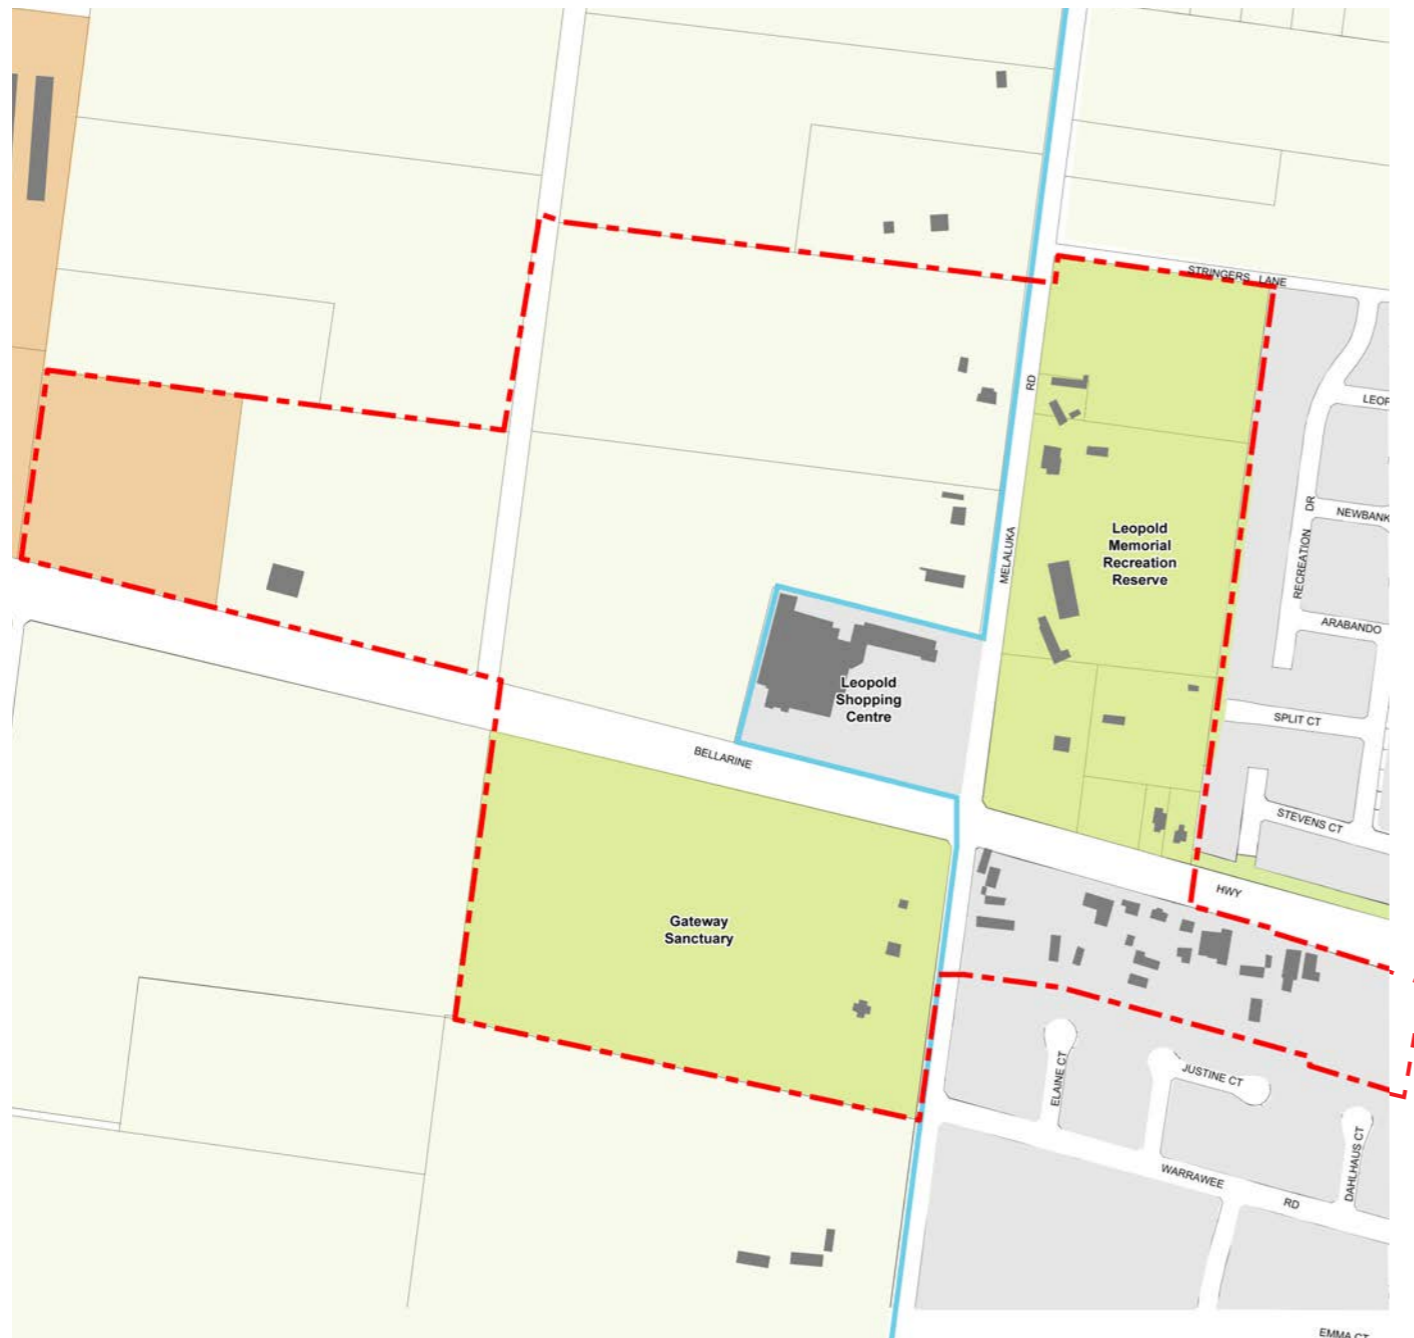 STRINGERS LANE
RD
LEOP
MELALUKA
Leopold
Memorial
Recreation
Reserve
RECREATION DR
NEWBANK
ARABANDO
Leopold
Shopping
Centre
SPLIT CT
BELLARINE
STEVENS CT
HWY
Gateway
Sanctuary
ELAINE CT
JUSTINE CT
DAHLHAUS CT
WARRAWEE RD
EMMA CT